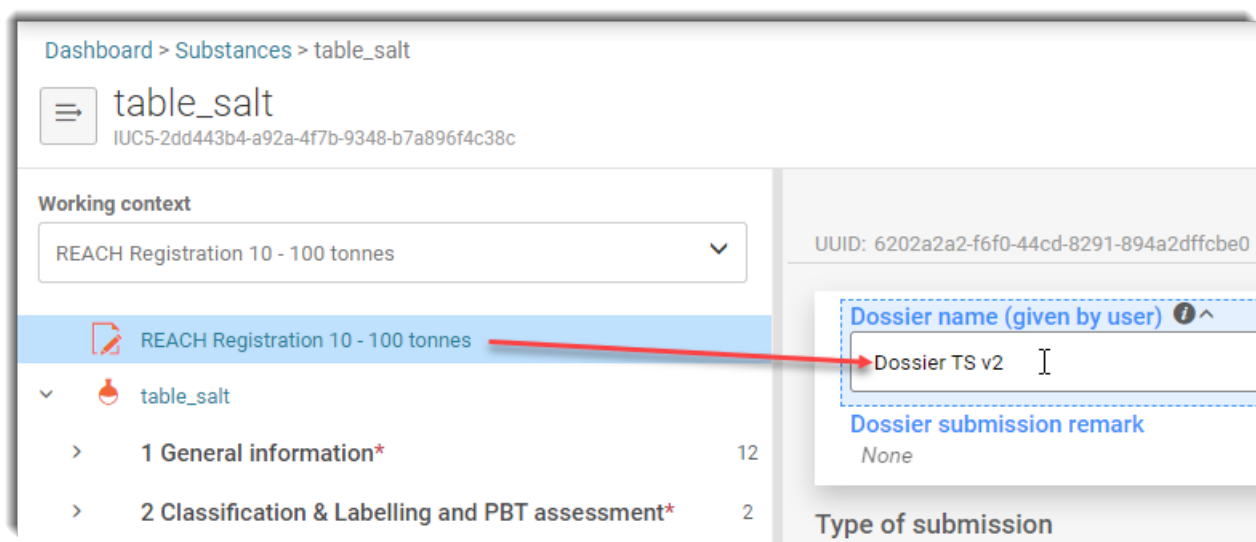 Dashboard > Substances > table_salt
table_salt
IUC5-2dd443b4-a92a-4f7b-9348-b7a896f4c38c
Working context
REACH Registration 10 - 100 tonnes
REACH Registration 10 - 100 tonnes
table_salt
1 General information* 12
2 Classification & Labelling and PBT assessment* 2
UUID: 6202a2a2-f6f0-44cd-8291-894a2dffcbe0
Dossier name (given by user)
Dossier TS v2
Dossier submission remark
None
Type of submission